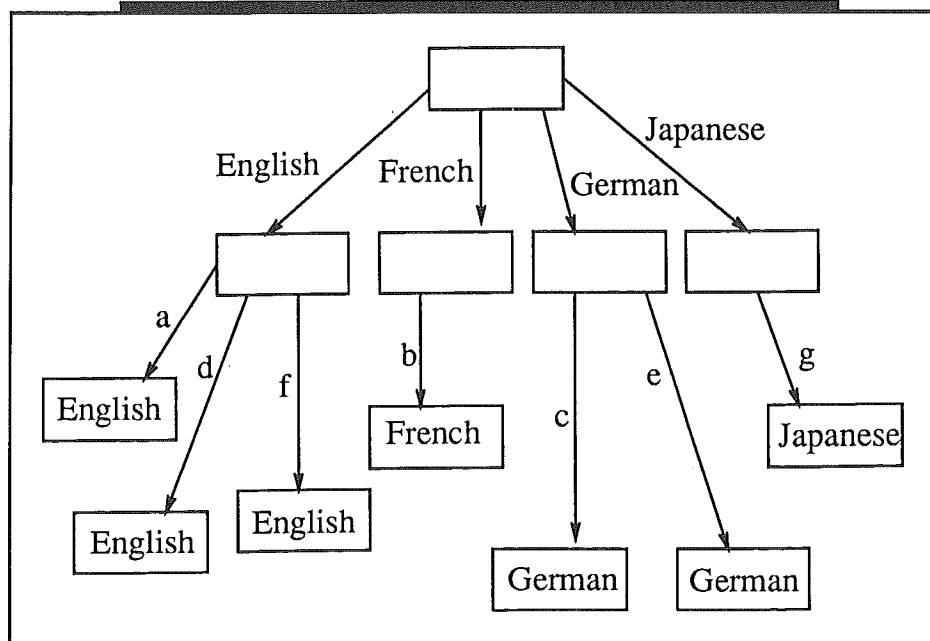 Japanese
English
French
German
a
d
f
b
c
e
g
English
French
Japanese
English
English
German
German